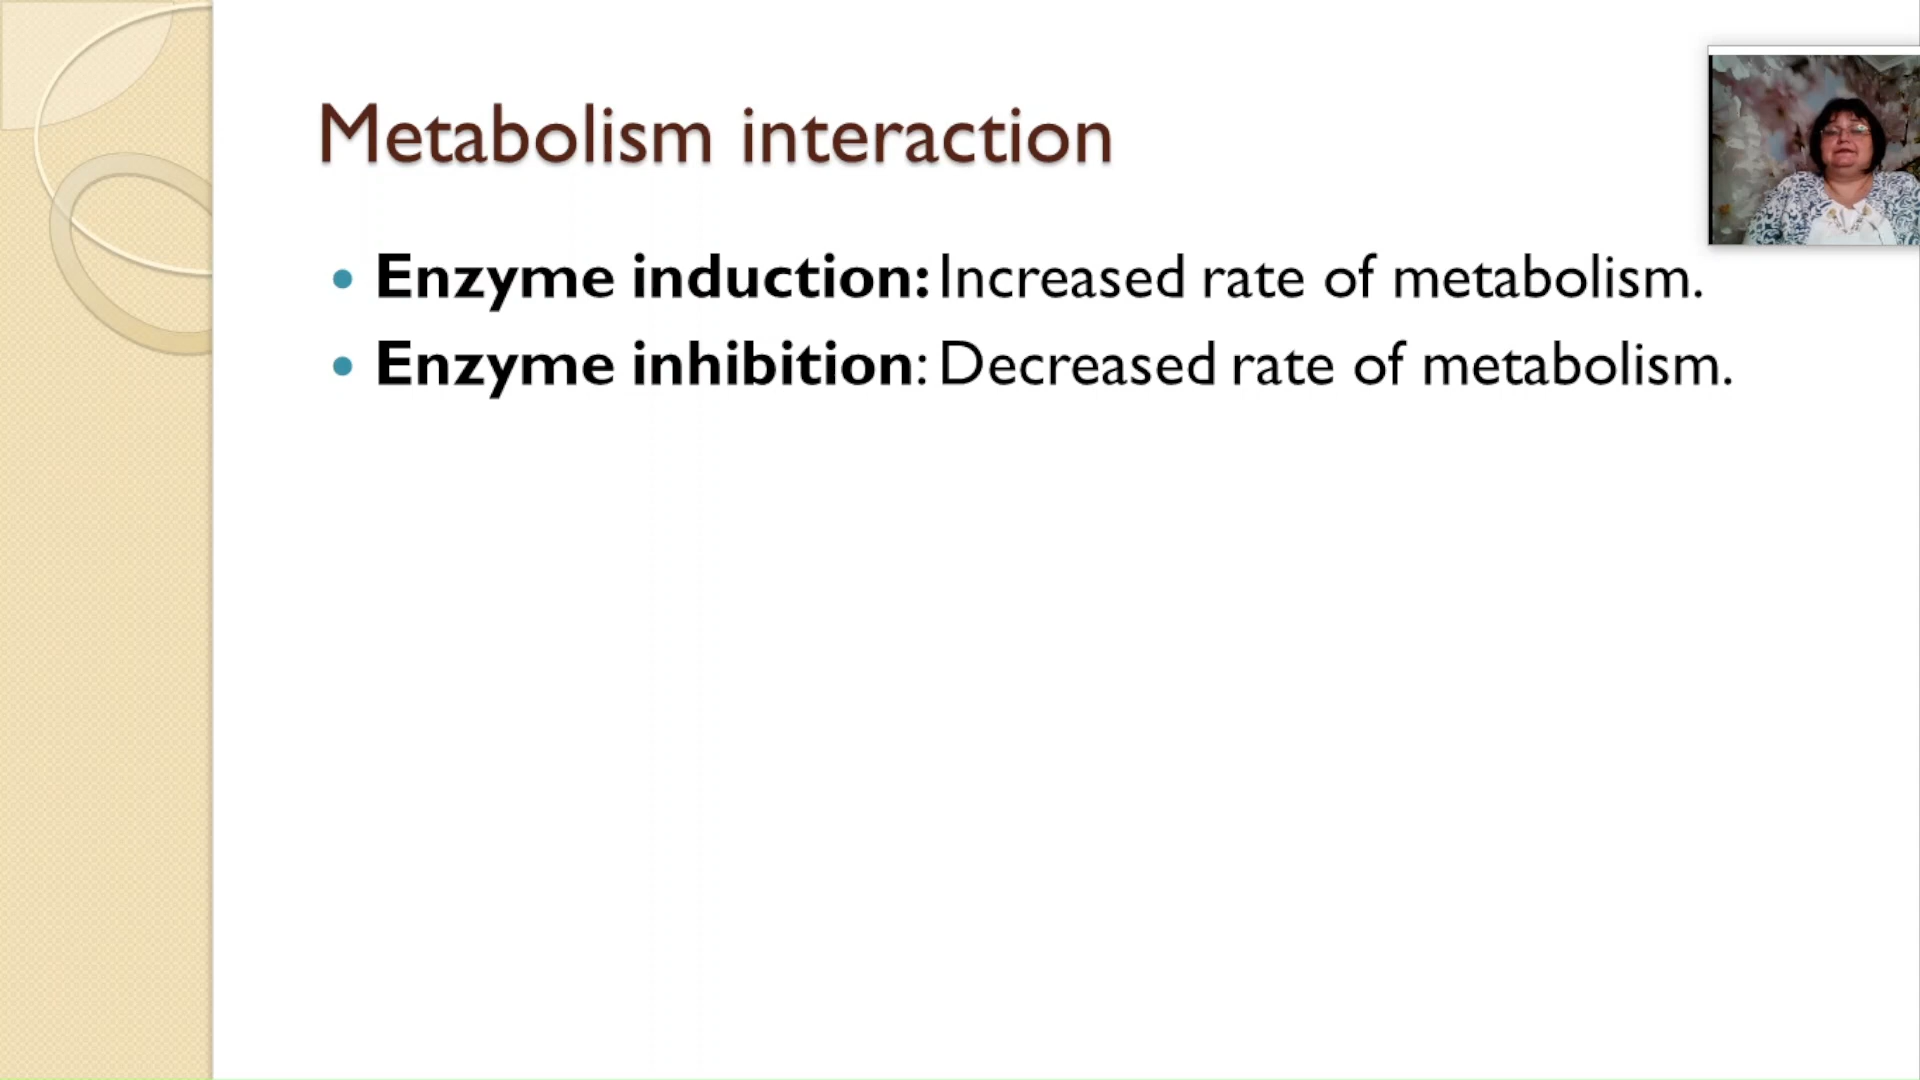 Metabolism interaction
• Enzyme induction: Increased rate of metabolism.
• Enzyme inhibition: Decreased rate of metabolism.